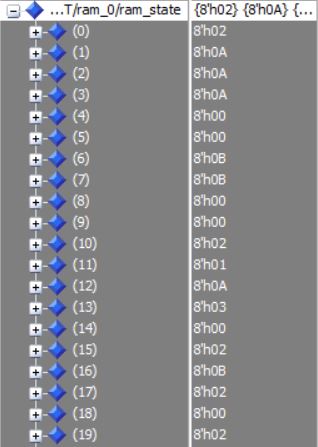 ...T/ram_0/ram_state {8'h02} {8'h0A} {...
(0) 8'h02
(1) 8'h0A
(2) 8'h0A
(3) 8'h0A
(4) 8'h00
(5) 8'h00
(6) 8'h0B
(7) 8'h0B
(8) 8'h00
(9) 8'h00
(10) 8'h02
(11) 8'h01
(12) 8'h0A
(13) 8'h03
(14) 8'h00
(15) 8'h02
(16) 8'h0B
(17) 8'h02
(18) 8'h00
(19) 8'h02